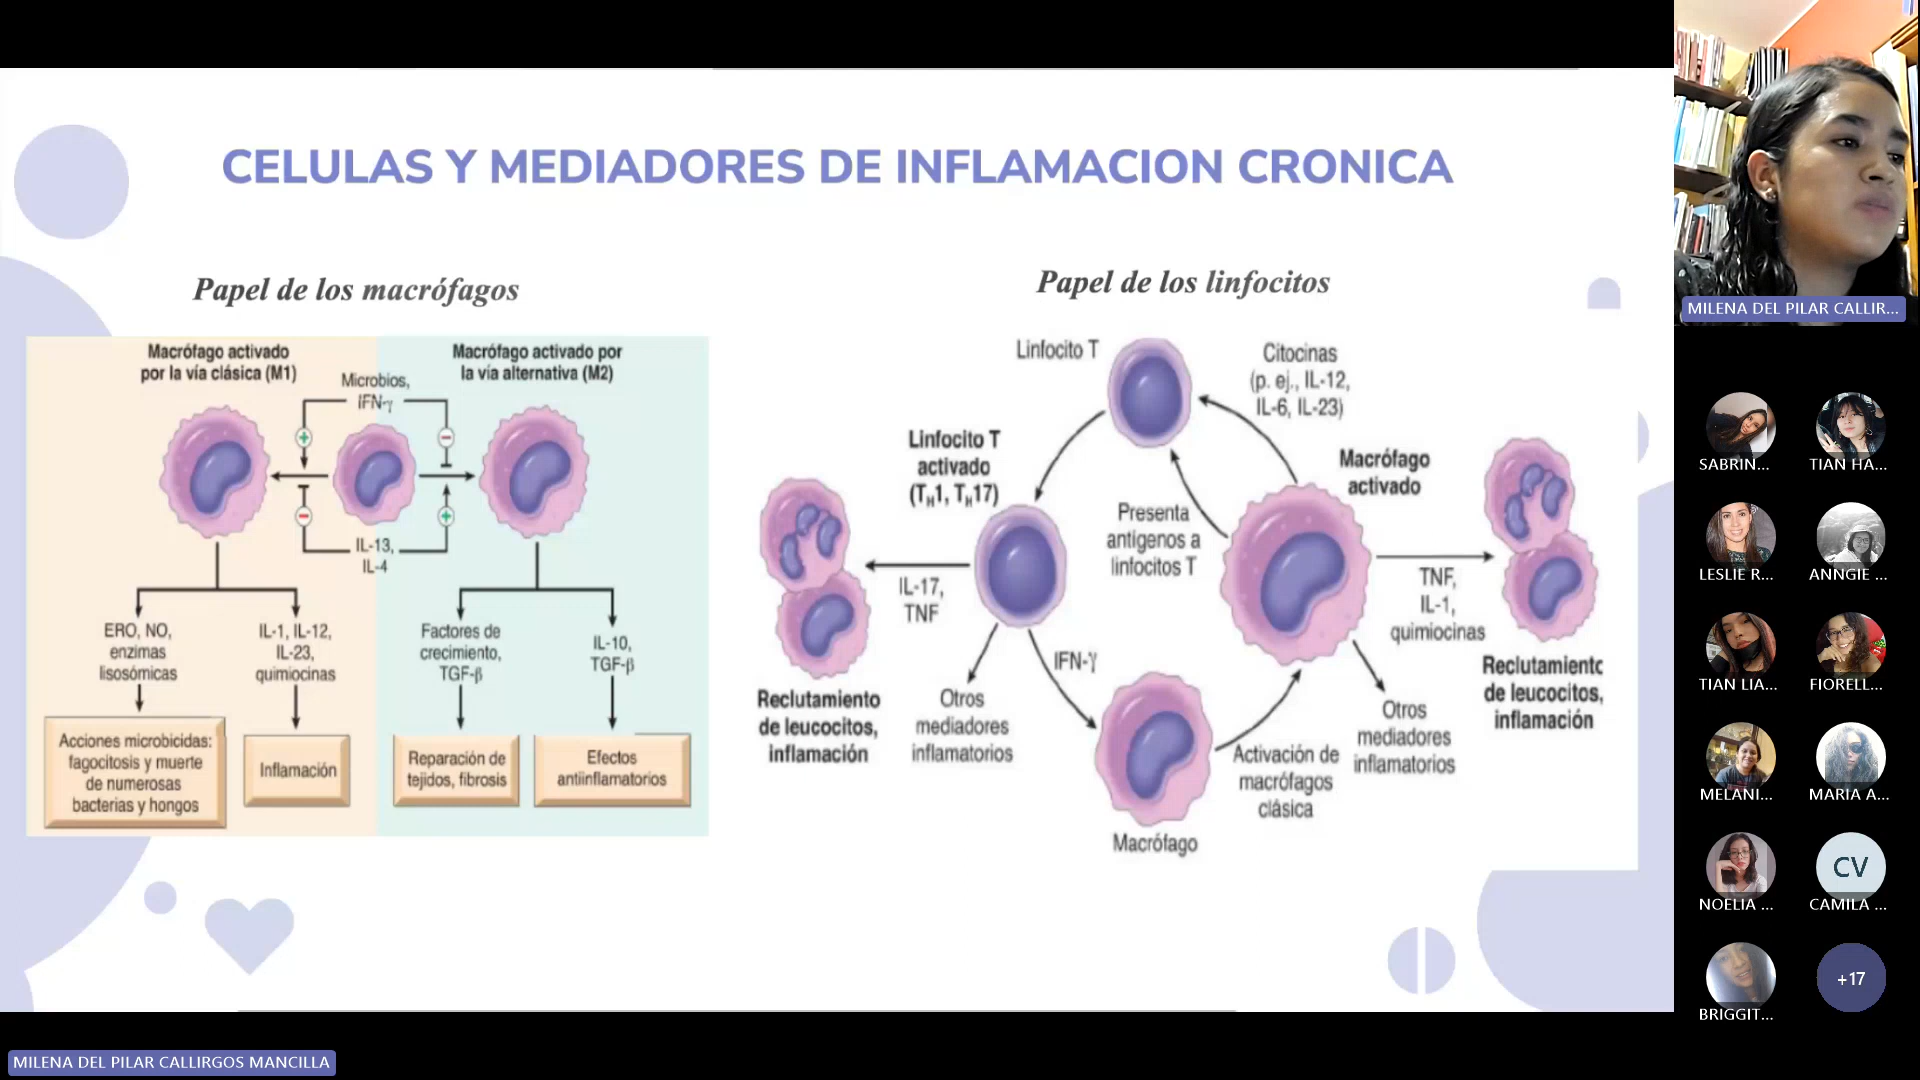 CELULAS Y MEDIADORES DE INFLAMACION CRONICA
Papel de los macrófagos
Macrófago activado
por la vía clásica (M1)
Microbios,
IFN-γ
Macrófago activado por
la vía alternativa (M2)
+
−
−
+
IL-13,
IL-4
ERO, NO,
enzimas
lisosómicas
IL-1, IL-12,
IL-23,
quimiocinas
Factores de
crecimiento,
TGF-β
IL-10,
TGF-β
Acciones microbicidas:
fagocitosis y muerte
de numerosas
bacterias y hongos
Inflamación
Reparación de
tejidos, fibrosis
Efectos
antiinflamatorios
Papel de los linfocitos
Linfocito T
Citocinas
(p. ej., IL-12,
IL-6, IL-23)
Linfocito T
activado
(TH1, TH17)
Macrófago
activado
Presenta
antígenos a
linfocitos T
IL-17,
TNF
TNF,
IL-1,
quimiocinas
IFN-γ
Reclutamiento
de leucocitos,
inflamación
Otros
mediadores
inflamatorios
Reclutamientc
de leucocitos,
inflamación
Otros
mediadores
inflamatorios
Activación de
macrófagos
clásica
Macrófago
MILENA DEL PILAR CALLIR...
SABRIN...
TIAN HA...
LESLIE R...
ANNGIE ...
TIAN LIA...
FIORELL...
MELANI...
MARIA A...
CV
NOELIA ...
CAMILA ...
+17
BRIGGIT...
MILENA DEL PILAR CALLIRGOS MANCILLA